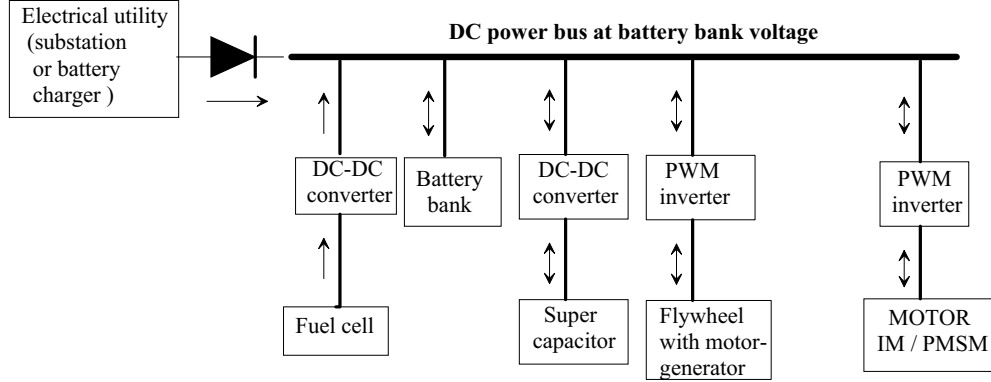 Electrical utility
(substation
or battery
charger )
DC power bus at battery bank voltage
DC-DC
converter
Battery
bank
DC-DC
converter
PWM
inverter
PWM
inverter
Fuel cell
Super
capacitor
Flywheel
with motor-
generator
MOTOR
IM / PMSM